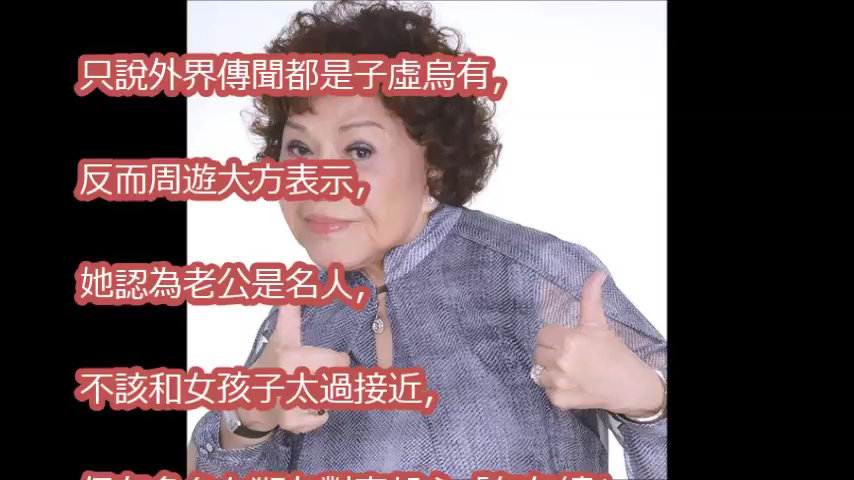 只說外界傳聞都是子虛烏有，
反而周遊大方表示，
她認為老公是名人，
不該和女孩子太過接近，